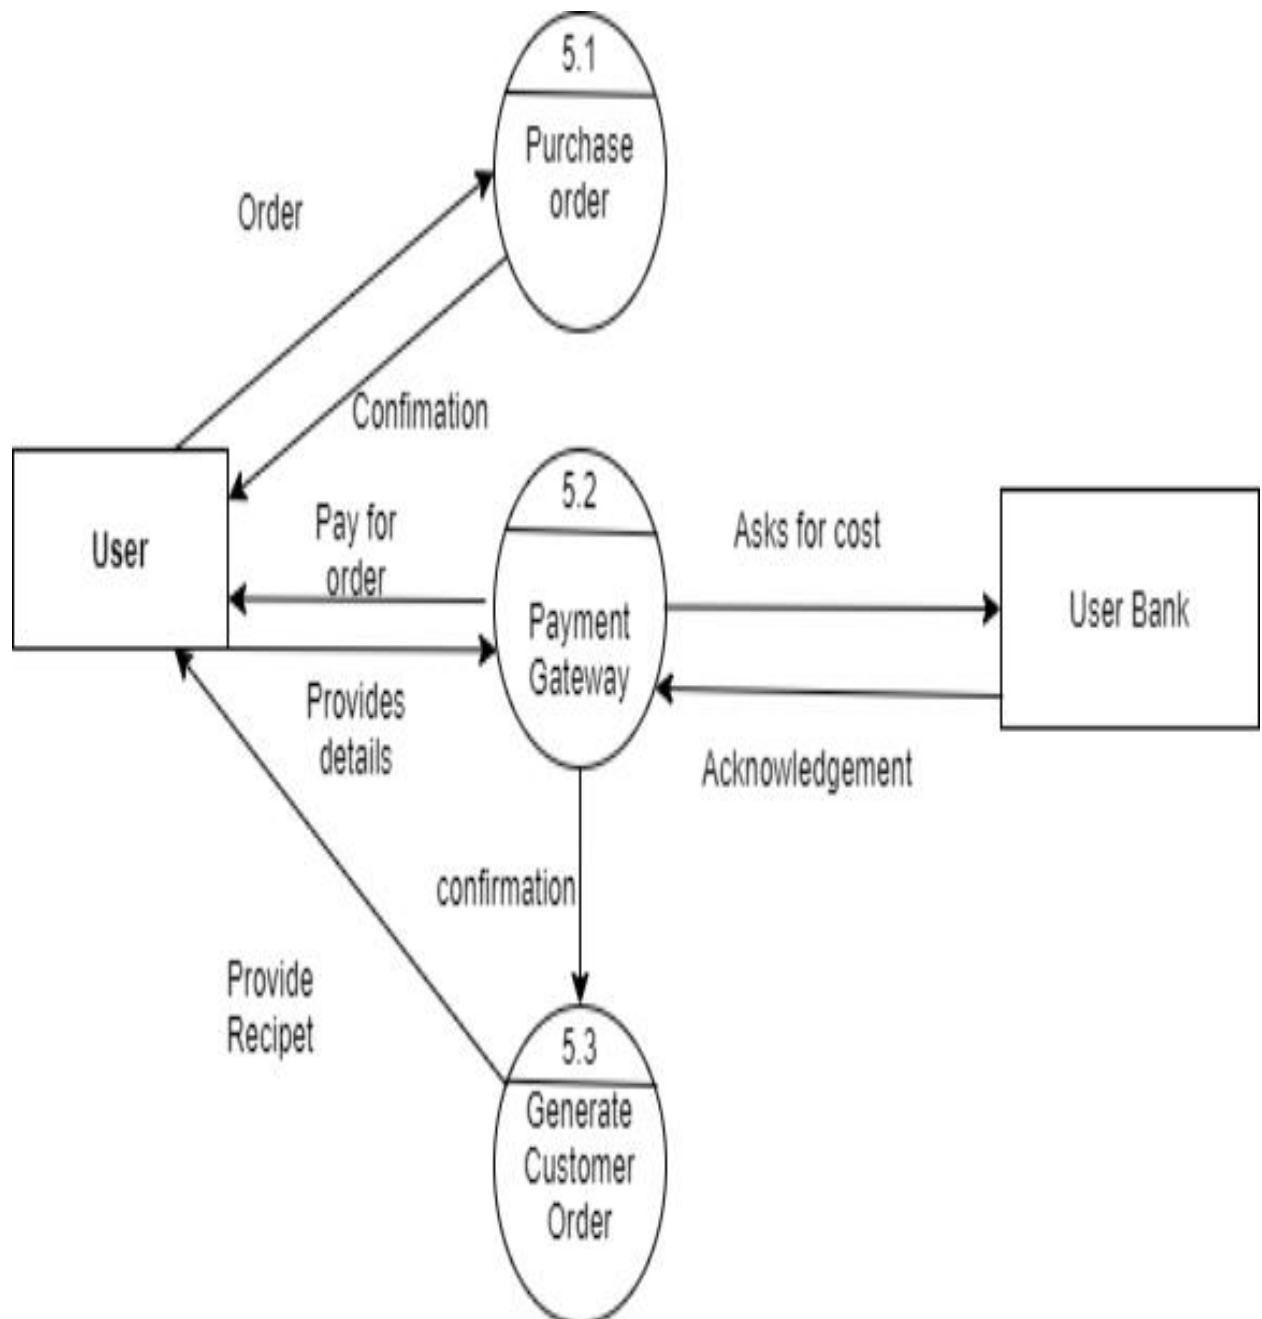 5.1
Purchase
order
Order
Confimation
5.2
Payment
Gateway
User
Pay for
order
Asks for cost
User Bank
Provides
details
Acknowledgement
confirmation
Provide
Recipet
5.3
Generate
Customer
Order